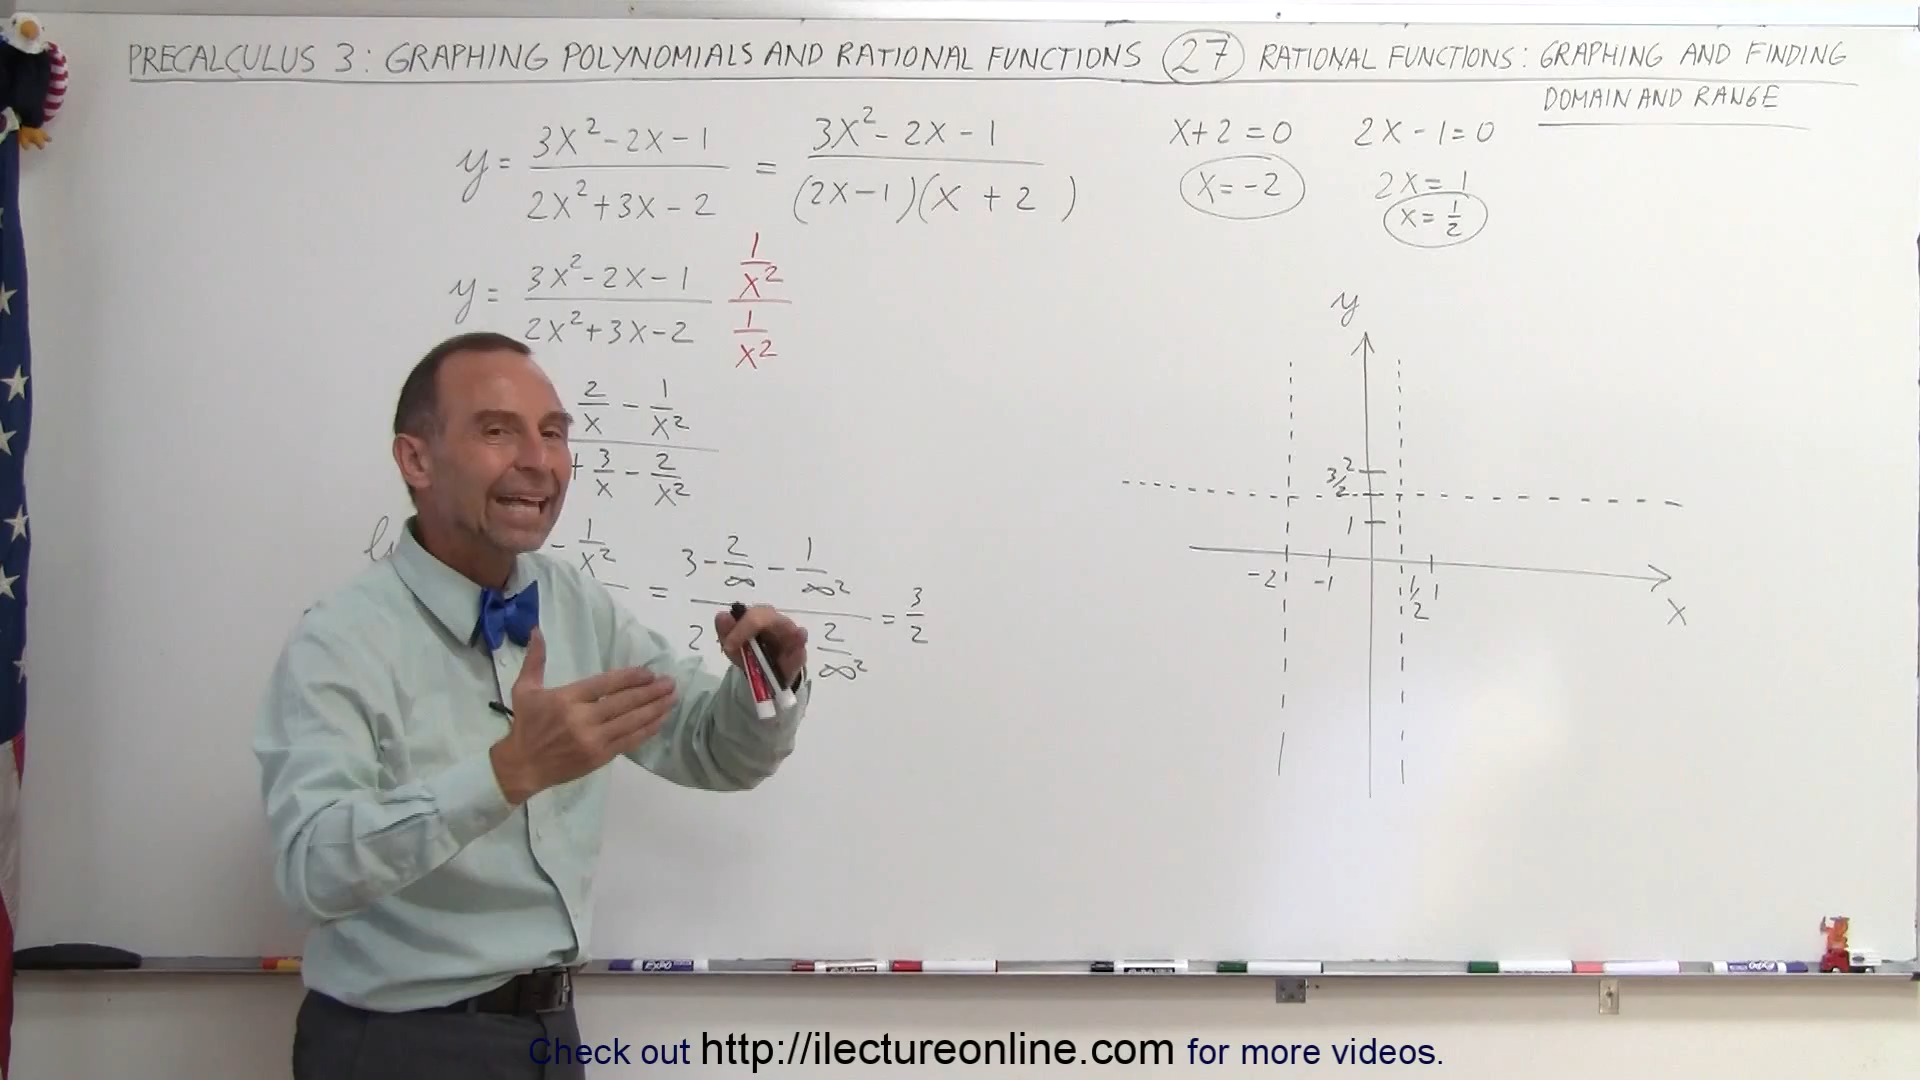 PRECALCULUS 3: GRAPHING POLYNOMIALS AND RATIONAL FUNCTIONS 27 RATIONAL FUNCTIONS: GRAPHING AND FINDING
DOMAIN AND RANGE
y = (3x² - 2x - 1)/(2x² + 3x - 2) = (3x² - 2x - 1)/((2x - 1)(x + 2))
x + 2 = 0
x = -2
2x - 1 = 0
2x = 1
x = 1/2
y = (3x² - 2x - 1)/(2x² + 3x - 2) (1/x²)/(1/x²)
2/x - 1/x²
+ 3/x - 2/x²
- 1/x²
= (3 - 2/∞ - 1/∞²)/(2 2/∞²) = 3/2
y
2
3/2
1
-2 -1 1/2 1
x
EXPO
Check out http://ilectureonline.com for more videos.